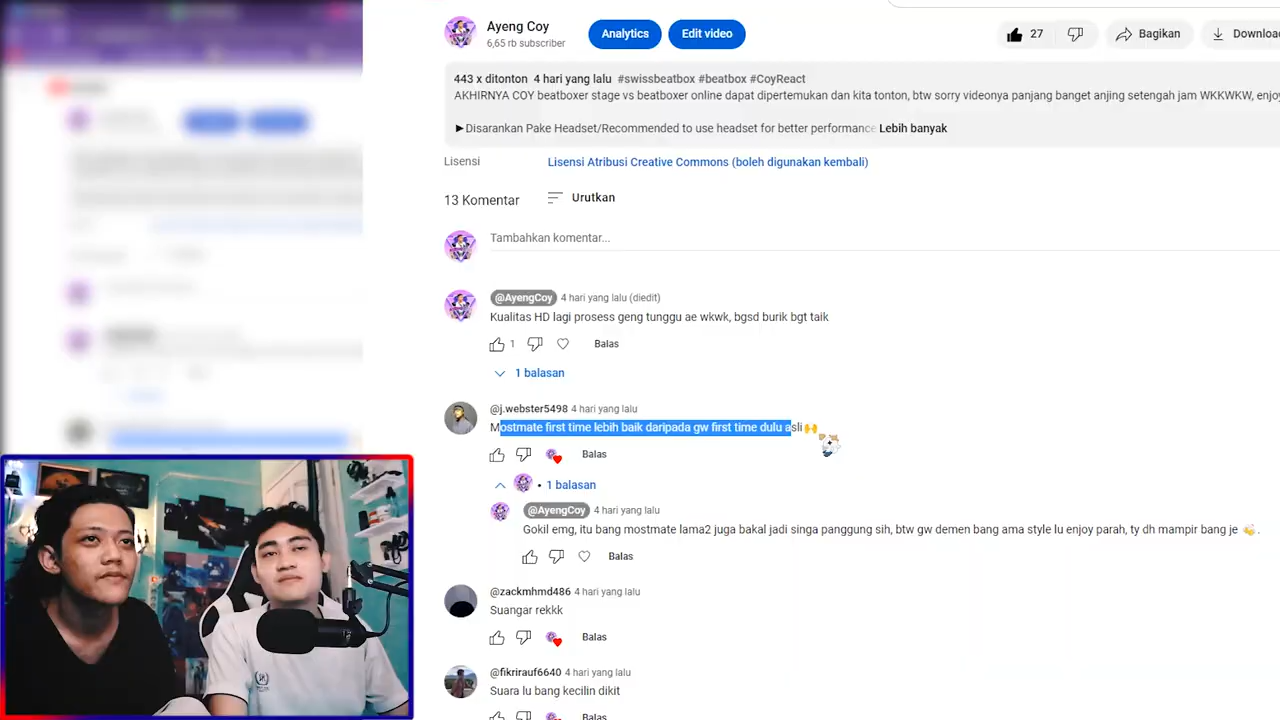 Ayeng Coy
6,65 rb subscriber
Analytics
Edit video
27
Bagikan
443 x ditonton 4 hari yang lalu #swissbeatbox #beatbox #CoyReact
AKHIRNYA COY beatboxer stage vs beatboxer online dapat dipertemukan dan kita tonton, btw sorry videonya panjang banget anjing setengah jam WKKWKW, enjoy
►Disarankan Pake Headset/Recommended to use headset for better performance Lebih banyak
Lisensi
Lisensi Atribusi Creative Commons (boleh digunakan kembali)
13 Komentar
Urutkan
Tambahkan komentar...
@AyengCoy 4 hari yang lalu (diedit)
Kualitas HD lagi prosess geng tunggu ae wkwk, bgsd burik bgt taik
1
Balas
1 balasan
@j.webster5498 4 hari yang lalu
Mostmate first time lebih baik daripada gw first time dulu asli🙌
Balas
• 1 balasan
@AyengCoy 4 hari yang lalu
Gokil emg, itu bang mostmate lama2 juga bakal jadi singa panggung sih, btw gw demen bang ama style lu enjoy parah, ty dh mampir bang je 🍻.
Balas
@zackmhmd486 4 hari yang lalu
Suangar rekkk
Balas
@fikrirauf6640 4 hari yang lalu
Suara lu bang kecilin dikit
Balas